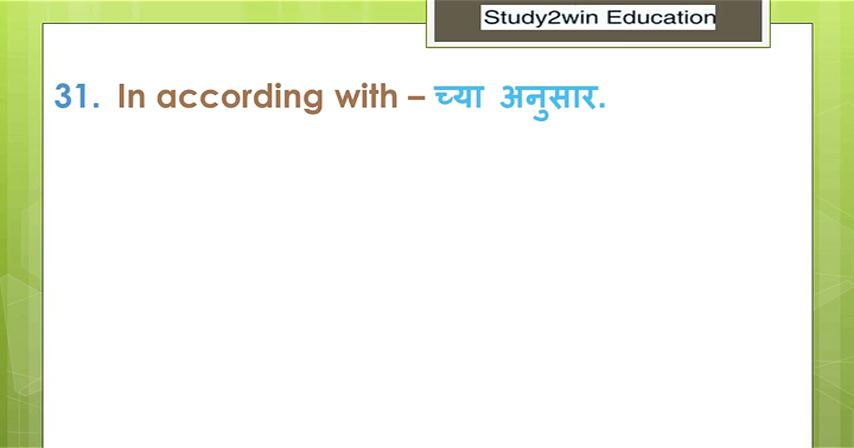 Study2win Education
31. In according with – च्या अनुसार.